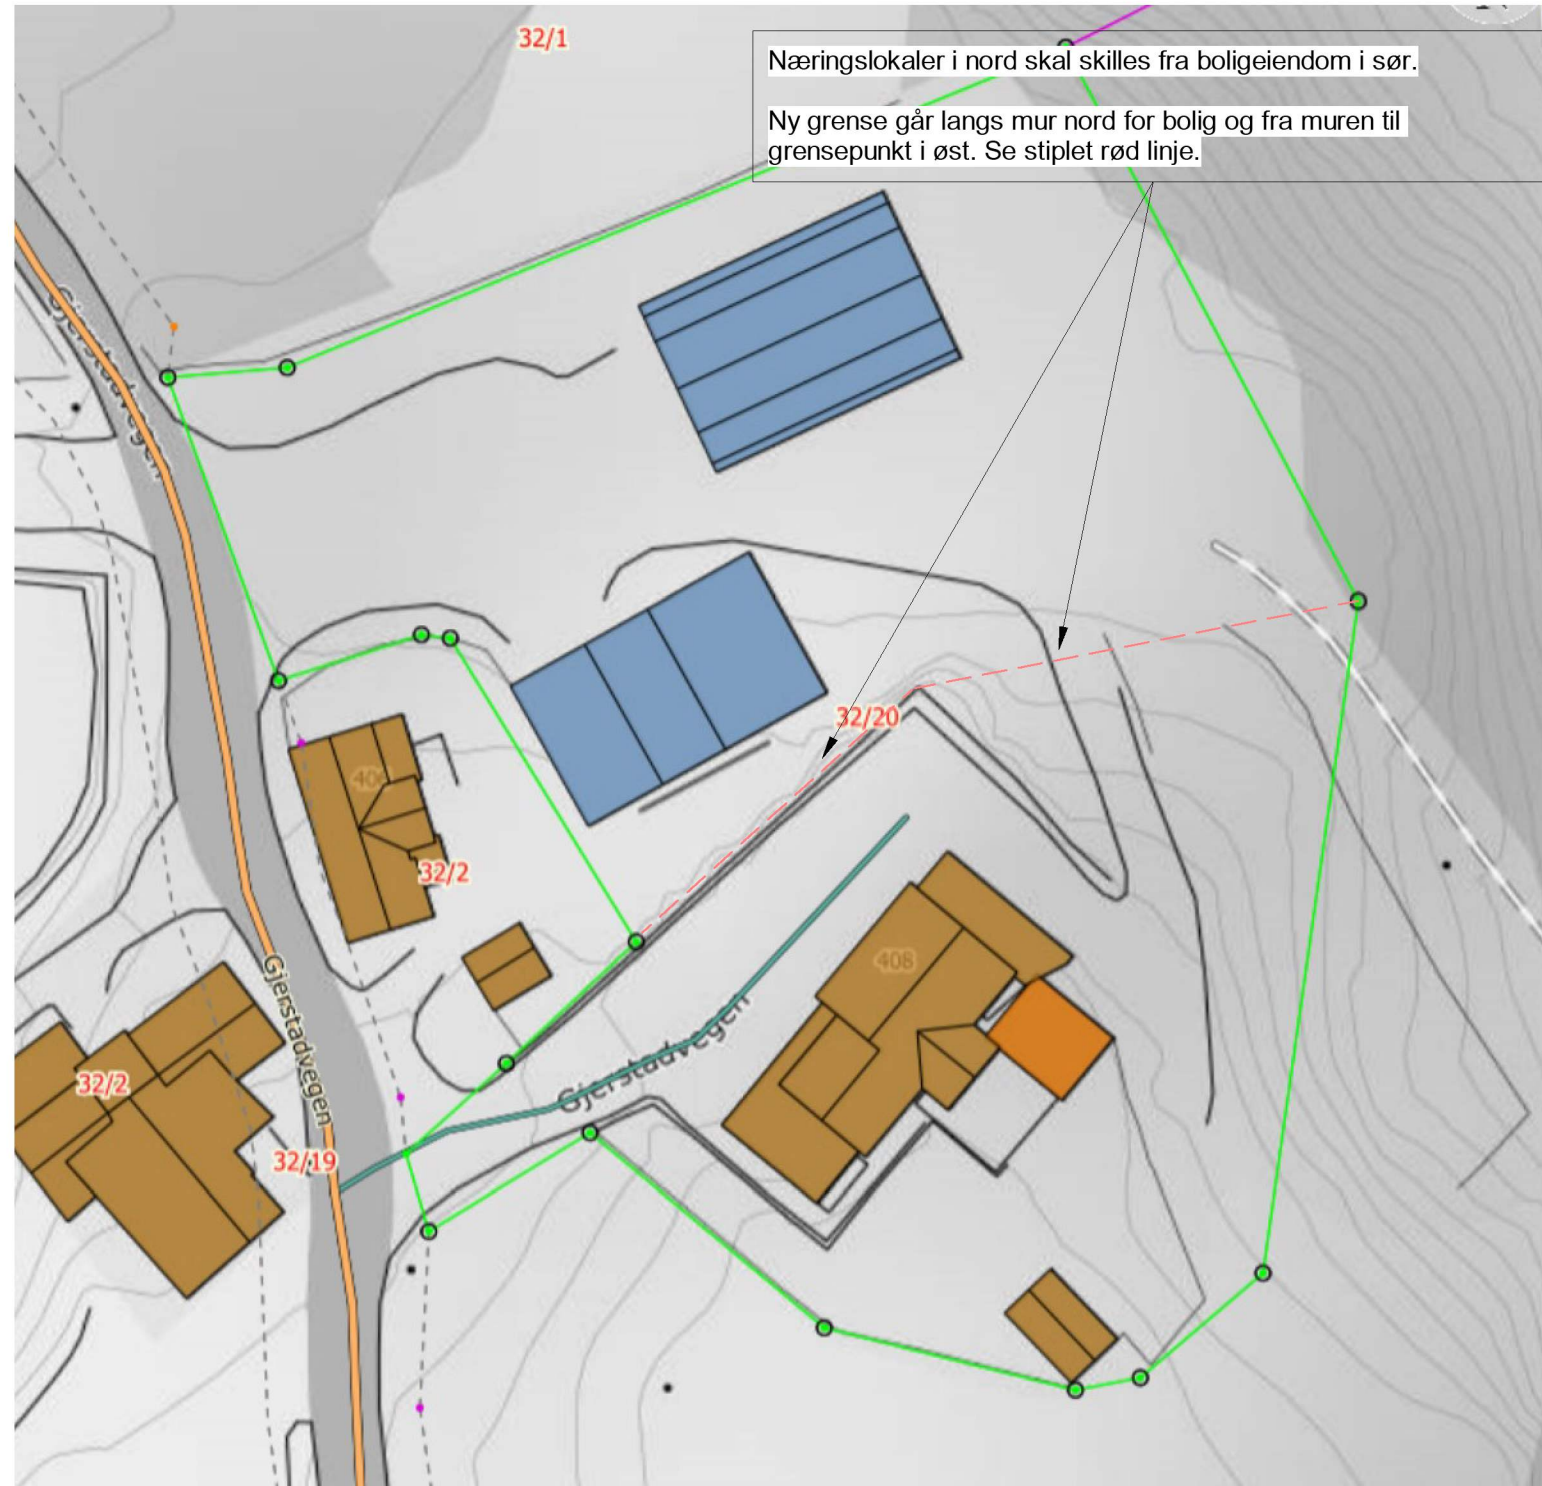 32/1
Næringslokaler i nord skal skilles fra boligeiendom i sør.
Ny grense går langs mur nord for bolig og fra muren til
grensepunkt i øst. Se stiplet rød linje.
Gjerstadvegen
32/20
406
32/2
408
Gjerstadvegen
Gjerstadvegen
32/2
32/19